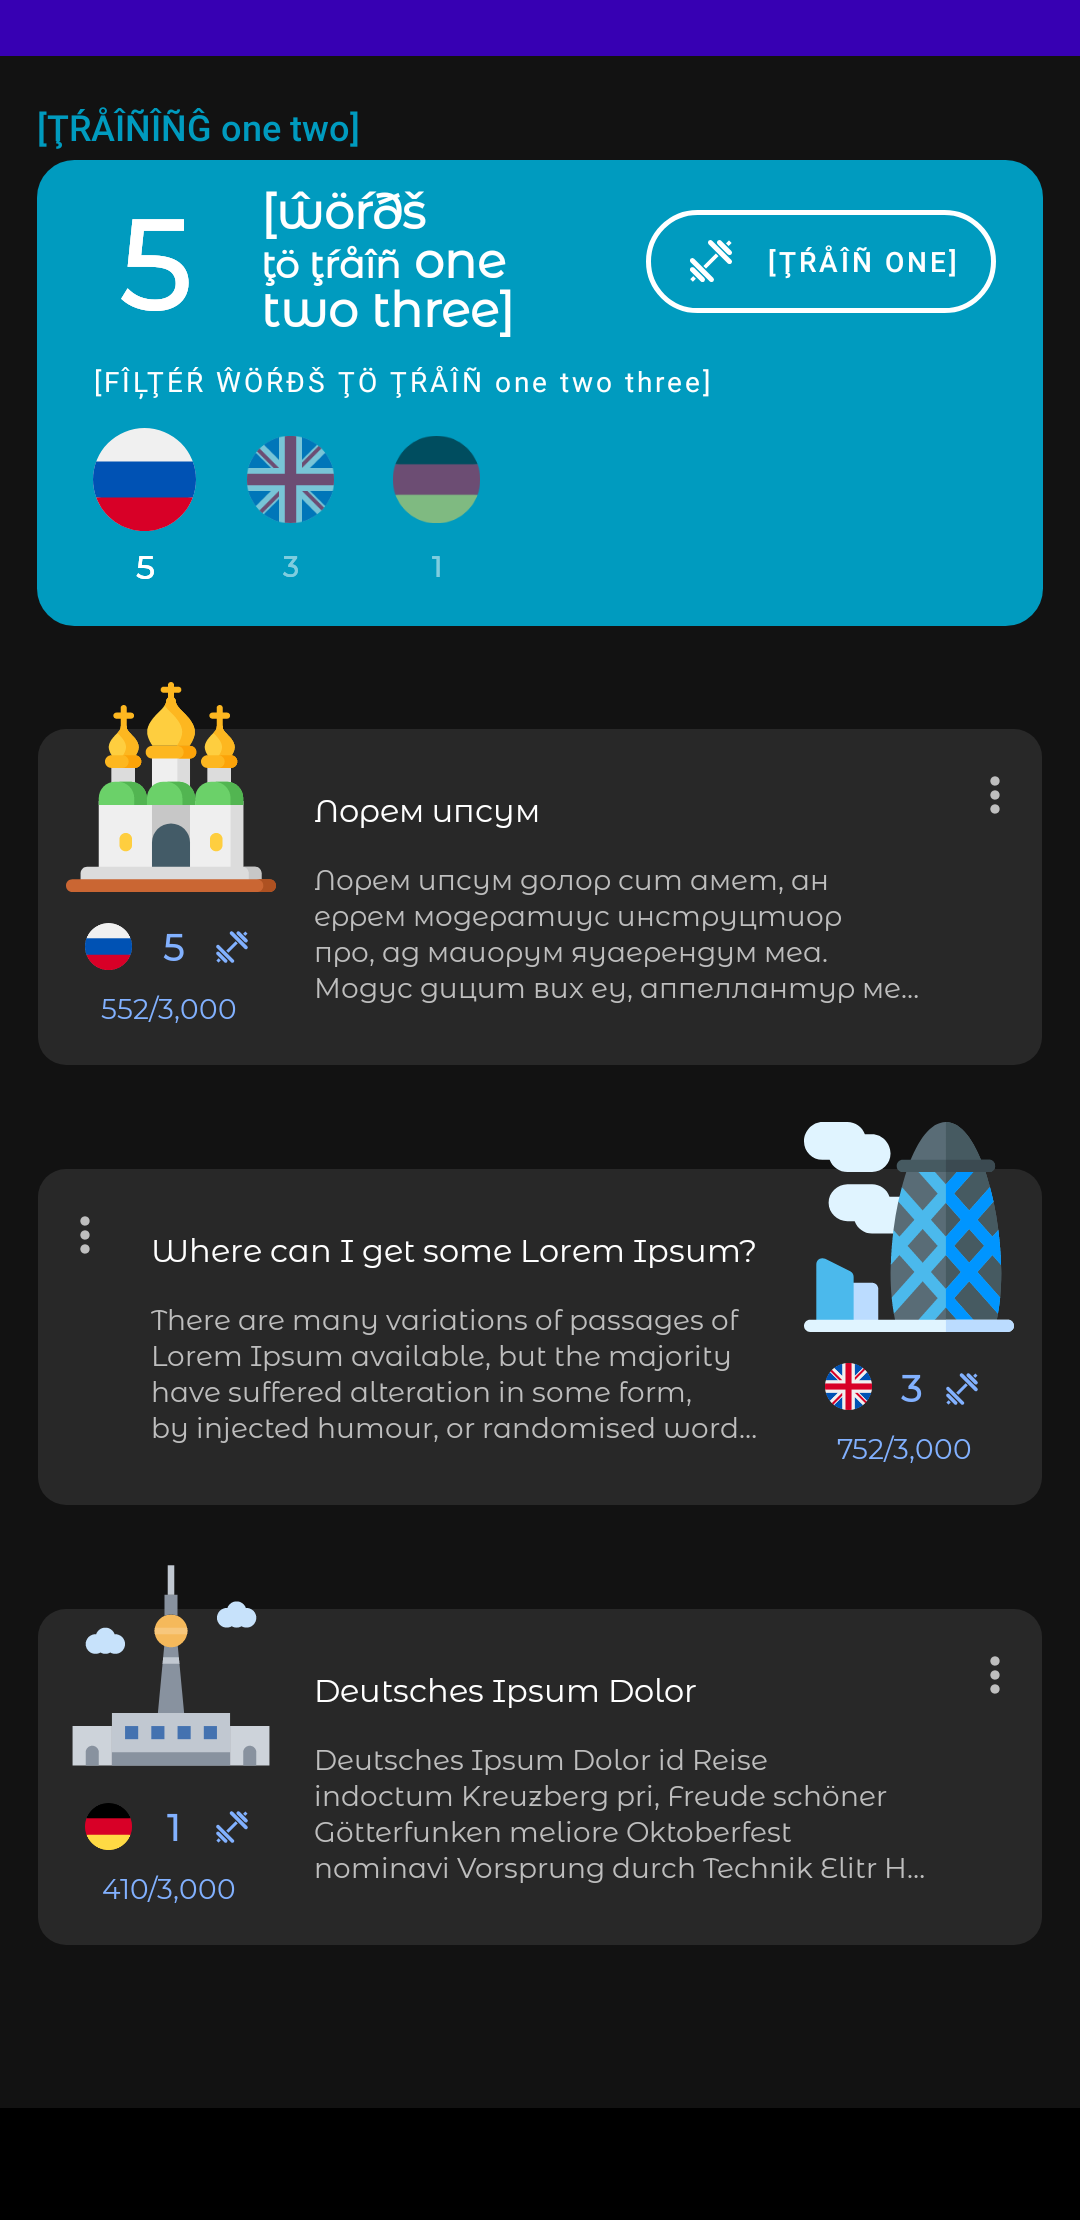 [ŢŔÅÎÑÎÑĜ one two]
5
[ŵöŕðš
ţö ţŕåîñ one
two three]
[ŢŔÅÎÑ ONE]
[FÎĻŢÉŔ ŴÖŔÐŠ ŢÖ ŢŔÅÎÑ one two three]
5
3
1
Лорем ипсум
Лорем ипсум долор сит амет, ан
еррем модератиус инструцтиор
про, ад маиорум яуаерендум меа.
Модус дицит вих еу, аппеллантур ме...
5
552/3,000
Where can I get some Lorem Ipsum?
There are many variations of passages of
Lorem Ipsum available, but the majority
have suffered alteration in some form,
by injected humour, or randomised word...
3
752/3,000
Deutsches Ipsum Dolor
Deutsches Ipsum Dolor id Reise
indoctum Kreuzberg pri, Freude schöner
Götterfunken meliore Oktoberfest
nominavi Vorsprung durch Technik Elitr H...
1
410/3,000